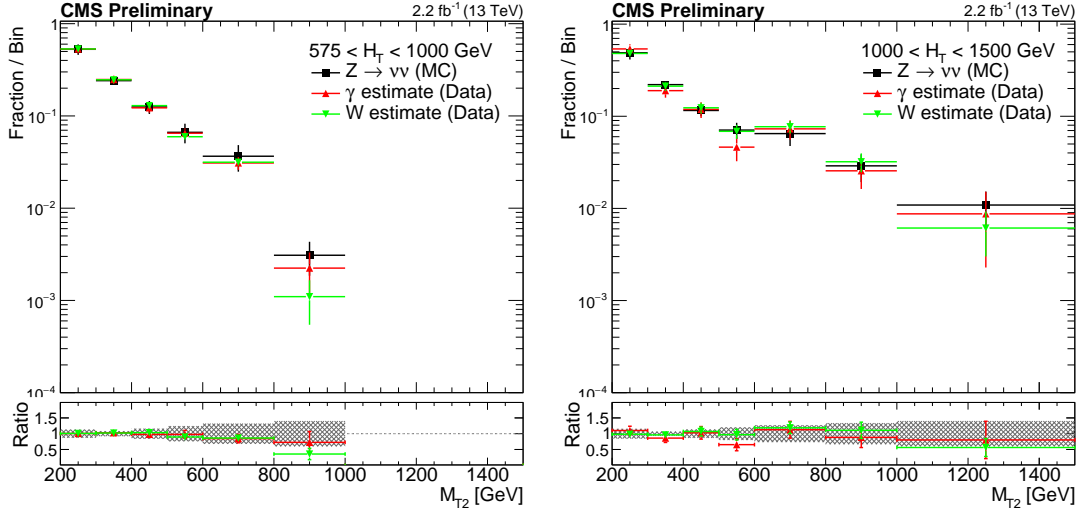 CMS Preliminary 2.2 fb⁻¹ (13 TeV)
Fraction / Bin
575 < H_T < 1000 GeV
Z → νν (MC)
γ estimate (Data)
W estimate (Data)
1
10⁻¹
10⁻²
10⁻³
10⁻⁴
Ratio
1.5
1
0.5
200 400 600 800 1000 1200 1400
M_T2 [GeV]
CMS Preliminary 2.2 fb⁻¹ (13 TeV)
Fraction / Bin
1000 < H_T < 1500 GeV
Z → νν (MC)
γ estimate (Data)
W estimate (Data)
1
10⁻¹
10⁻²
10⁻³
10⁻⁴
Ratio
1.5
1
0.5
200 400 600 800 1000 1200 1400
M_T2 [GeV]